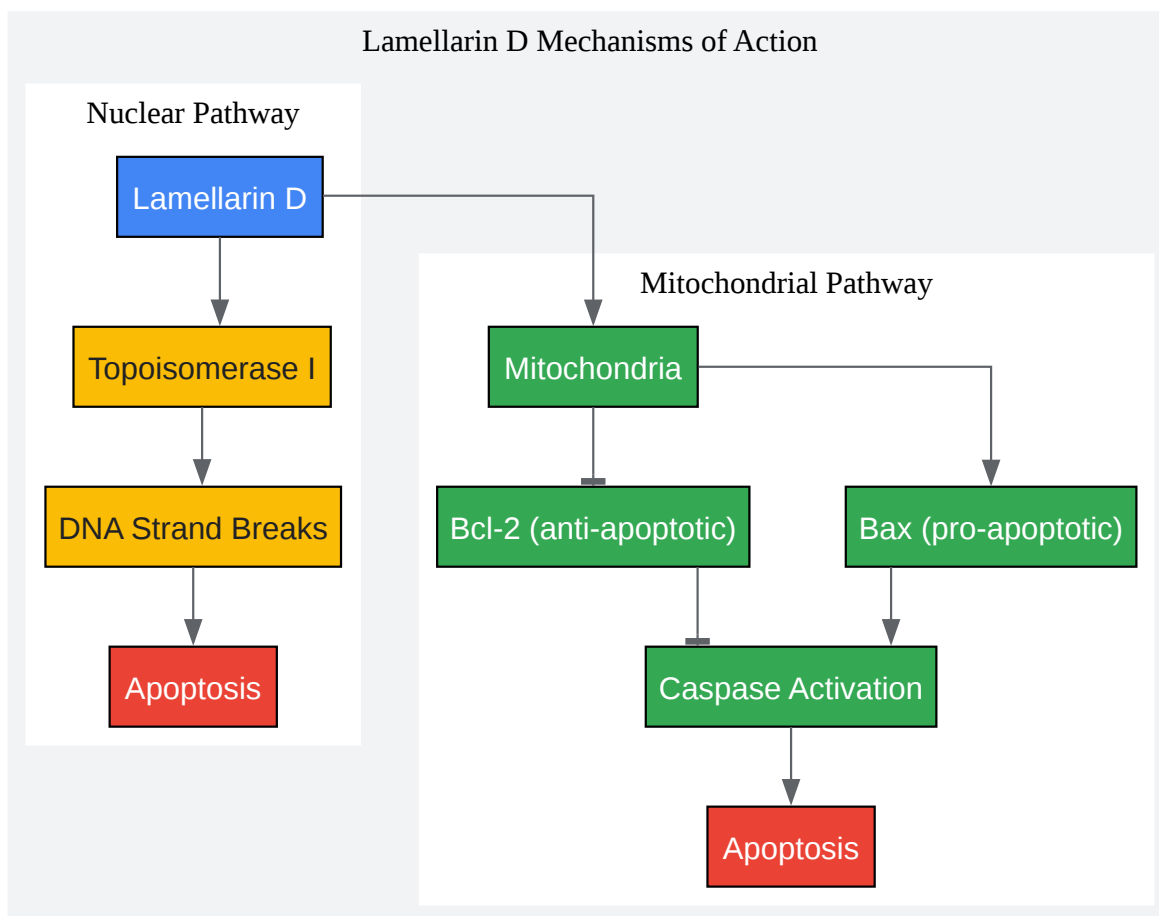 Lamellarin D Mechanisms of Action
Nuclear Pathway
Lamellarin D
Topoisomerase I
DNA Strand Breaks
Apoptosis
Mitochondrial Pathway
Mitochondria
Bcl-2 (anti-apoptotic)
Bax (pro-apoptotic)
Caspase Activation
Apoptosis